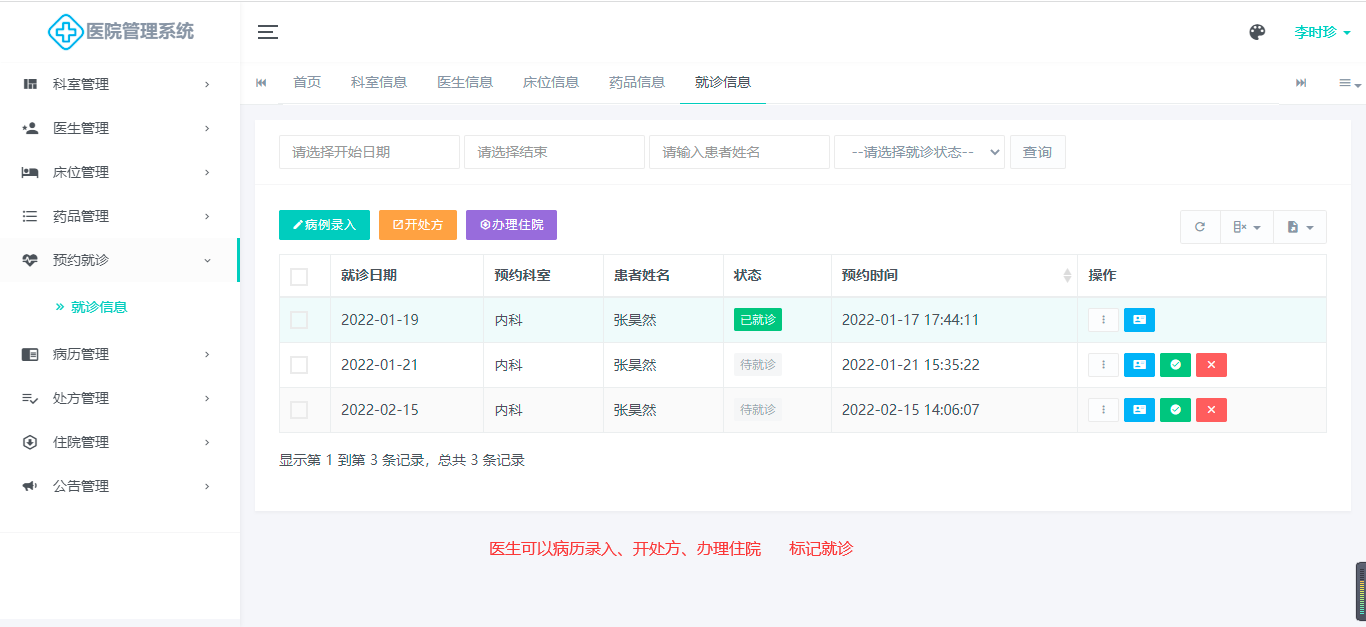 医院管理系统
李时珍
科室管理
医生管理
床位管理
药品管理
预约就诊
» 就诊信息
病历管理
处方管理
住院管理
公告管理
首页 科室信息 医生信息 床位信息 药品信息 就诊信息
请选择开始日期 请选择结束 请输入患者姓名 --请选择就诊状态-- 查询
病例录入 开处方 办理住院
就诊日期 预约科室 患者姓名 状态 预约时间 操作
2022-01-19 内科 张昊然 已就诊 2022-01-17 17:44:11
2022-01-21 内科 张昊然 待就诊 2022-01-21 15:35:22
2022-02-15 内科 张昊然 待就诊 2022-02-15 14:06:07
显示第 1 到第 3 条记录，总共 3 条记录
医生可以病历录入、开处方、办理住院 标记就诊